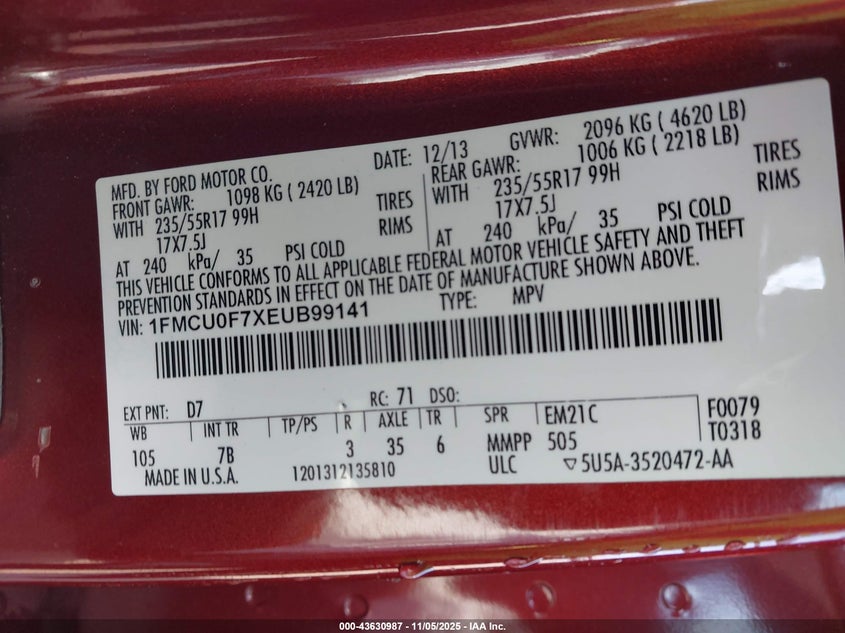 MFD. BY FORD MOTOR CO. DATE: 12/13 GVWR: 2096 KG ( 4620 LB)
FRONT GAWR: 1098 KG ( 2420 LB) REAR GAWR: 1006 KG ( 2218 LB)
WITH 235/55R17 99H TIRES WITH 235/55R17 99H TIRES
17X7.5J RIMS 17X7.5J RIMS
AT 240 kPa/ 35 PSI COLD AT 240 kPa/ 35 PSI COLD
THIS VEHICLE CONFORMS TO ALL APPLICABLE FEDERAL MOTOR VEHICLE SAFETY AND THEFT
PREVENTION STANDARDS IN EFFECT ON THE DATE OF MANUFACTURE SHOWN ABOVE.
VIN: 1FMCU0F7XEUB99141 TYPE: MPV
EXT PNT: D7 RC: 71 DSO:
WB INT TR TP/PS R AXLE TR SPR EM21C F0079
105 7B 3 35 6 MMPP 505 T0318
MADE IN U.S.A. 1201312135810 ULC ▽5U5A-3520472-AA
000-43630987 - 11/05/2025 - IAA Inc.